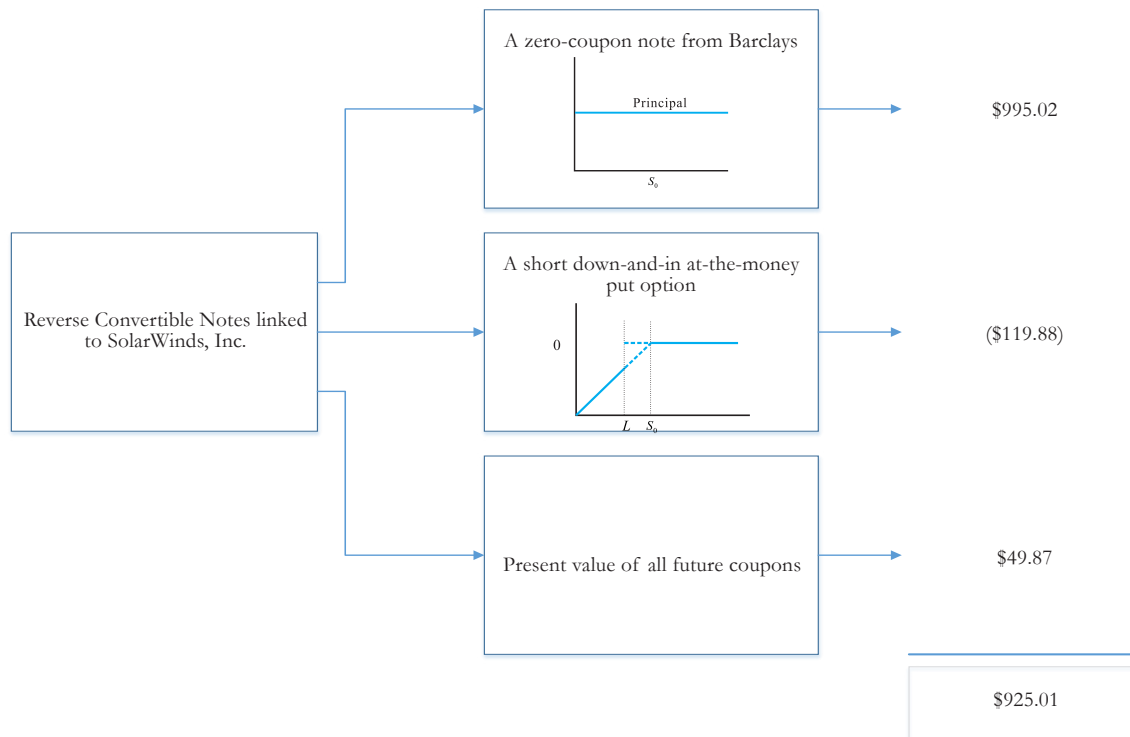 A zero-coupon note from Barclays
Principal
S₀
$995.02
Reverse Convertible Notes linked
to SolarWinds, Inc.
A short down-and-in at-the-money
put option
0
L S₀
($119.88)
Present value of all future coupons
$49.87
$925.01